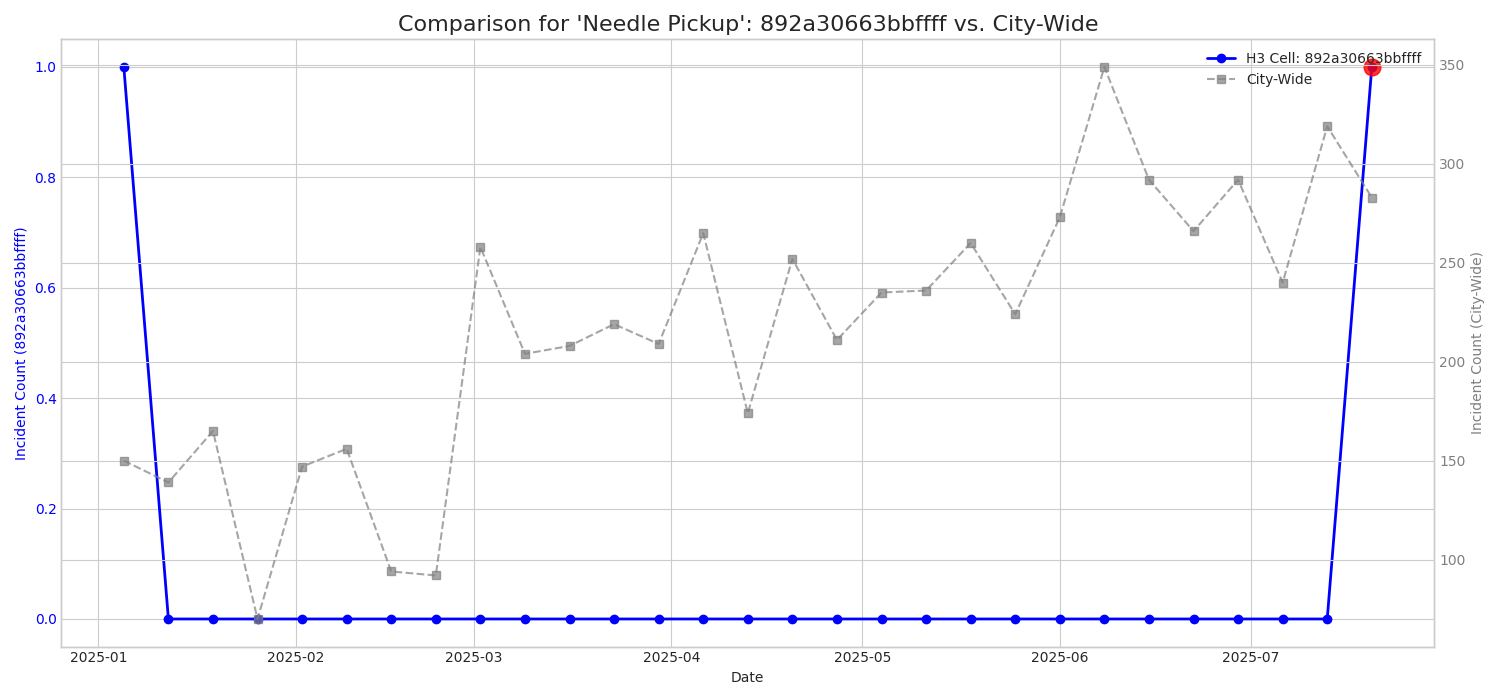 Comparison for 'Needle Pickup': 892a30663bbffff vs. City-Wide
H3 Cell: 892a30663bbffff
City-Wide
Incident Count (892a30663bbffff)
1.0
0.8
0.6
0.4
0.2
0.0
350
300
250
200
150
100
Incident Count (City-Wide)
2025-01 2025-02 2025-03 2025-04 2025-05 2025-06 2025-07
Date